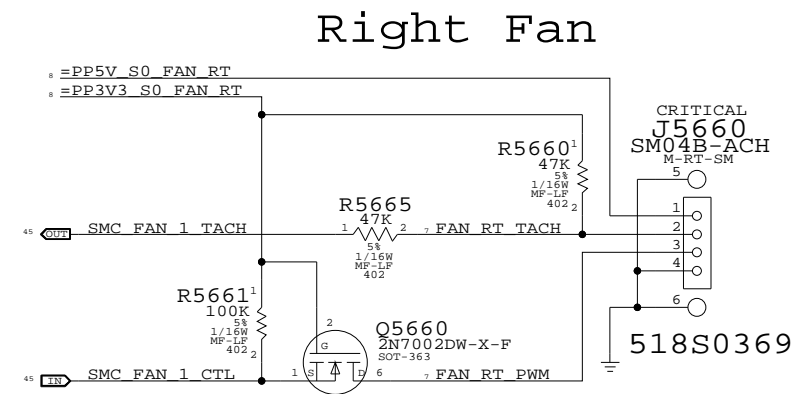 Right Fan
8 =PP5V_S0_FAN_RT
8 =PP3V3_S0_FAN_RT
CRITICAL
J5660
SM04B-ACH
M-RT-SM
5
R5660 1
47K
5%
1/16W
MF-LF
402 2
R5665
47K
1 2
5%
1/16W
MF-LF
402
45 OUT SMC_FAN_1_TACH
7 FAN_RT_TACH
1
2
3
4
6
518S0369
R5661 1
100K
5%
1/16W
MF-LF
402 2
2
G
Q5660
2N7002DW-X-F
SOT-363
45 IN SMC_FAN_1_CTL
1 S D 6
7 FAN_RT_PWM